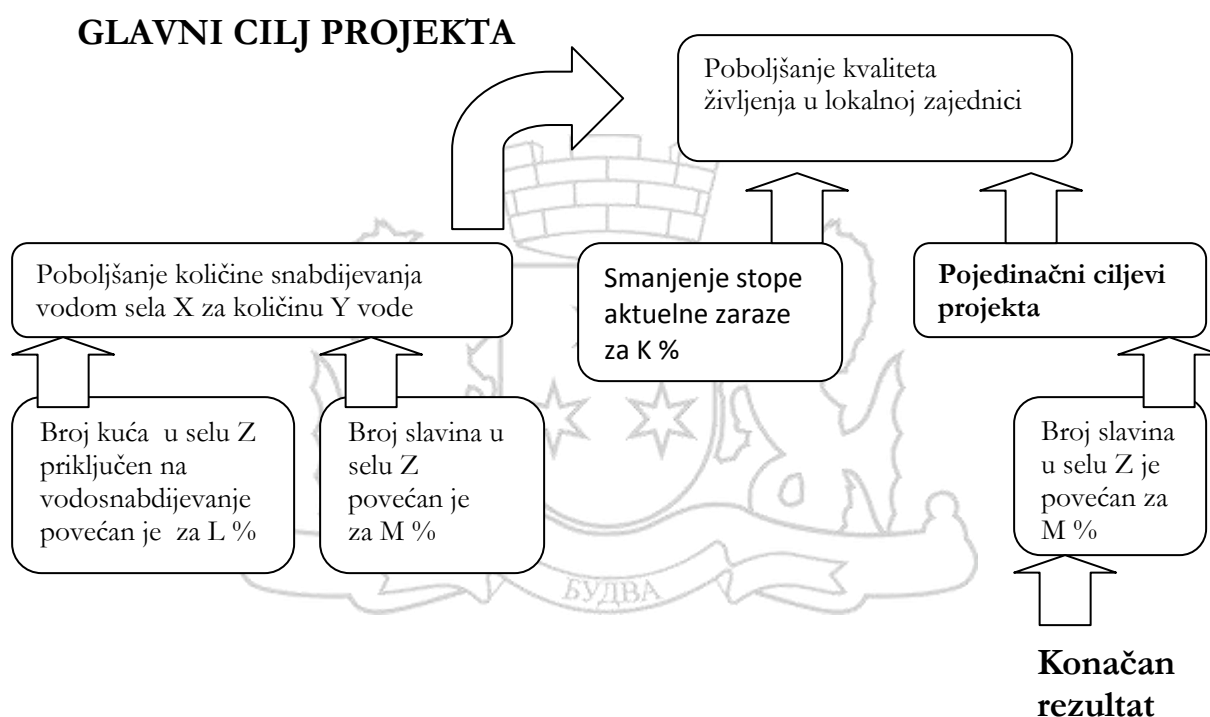 GLAVNI CILJ PROJEKTA
Poboljšanje kvaliteta
življenja u lokalnoj zajednici
Poboljšanje količine snabdijevanja
vodom sela X za količinu Y vode
Smanjenje stope
aktuelne zaraze
za K %
Pojedinačni ciljevi
projekta
Broj kuća u selu Z
priključen na
vodosnabdijevanje
povećan je za L %
Broj slavina u
selu Z
povećan je
za M %
Broj slavina
u selu Z je
povećan za
M %
БУДВА
Konačan
rezultat